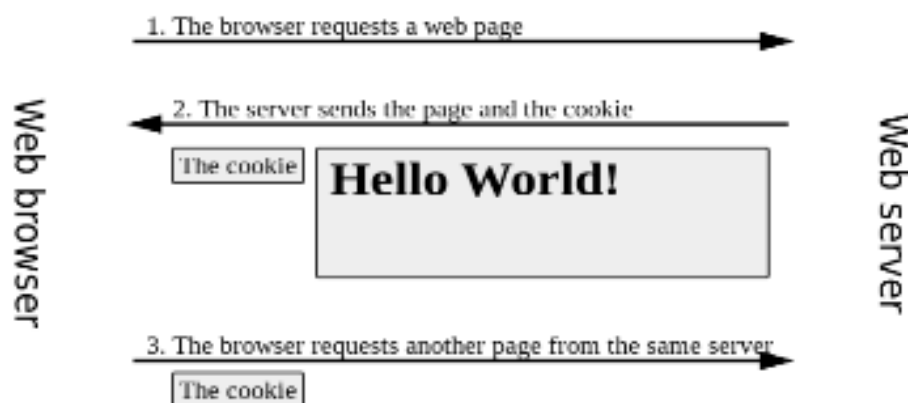 1. The browser requests a web page
2. The server sends the page and the cookie
The cookie
Hello World!
3. The browser requests another page from the same server
The cookie
Web browser
Web server